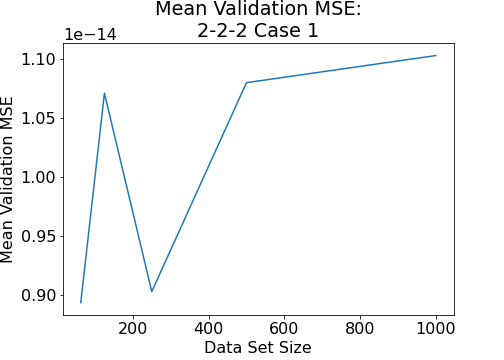 Mean Validation MSE:
2-2-2 Case 1
1e−14
Mean Validation MSE
1.10
1.05
1.00
0.95
0.90
200 400 600 800 1000
Data Set Size